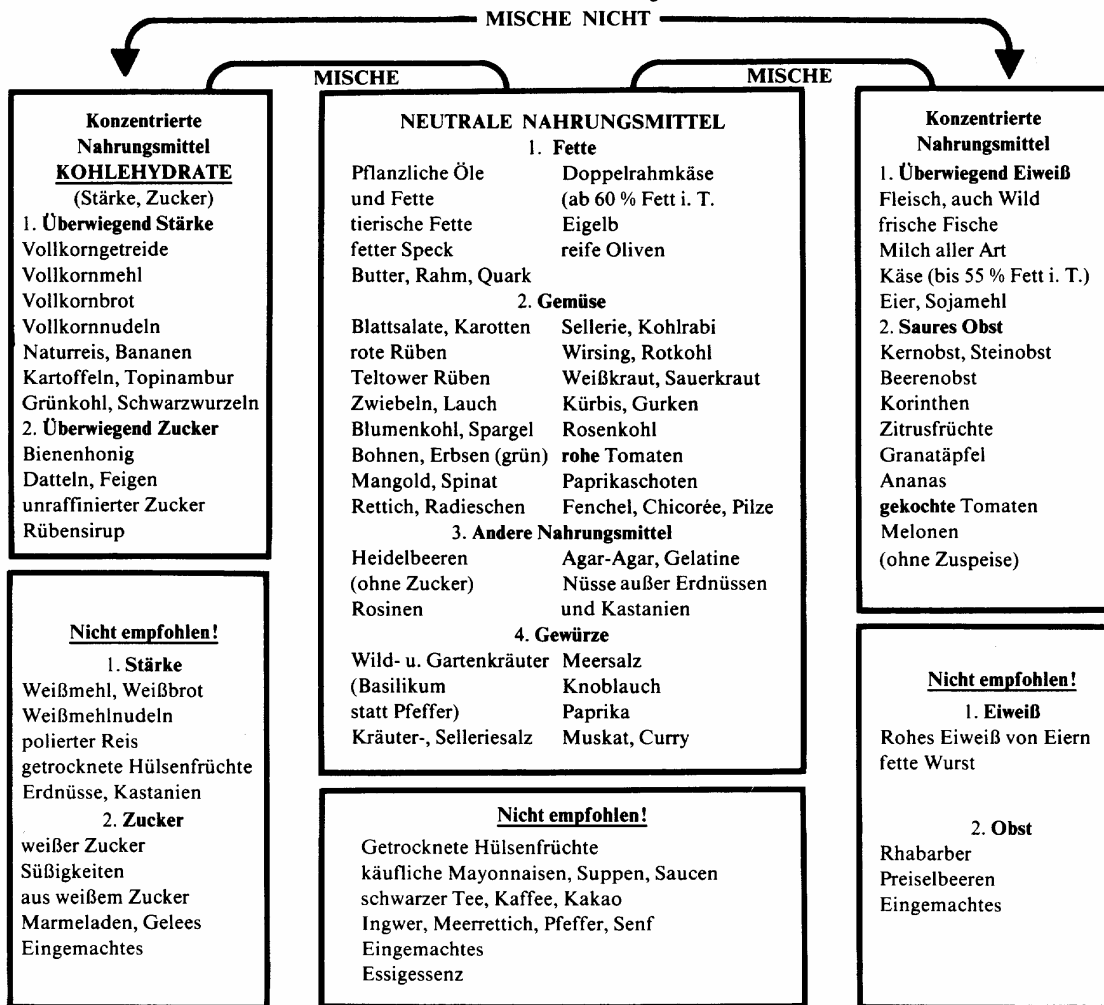 MISCHE NICHT
MISCHE
MISCHE
Konzentrierte
Nahrungsmittel
KOHLEHYDRATE
(Stärke, Zucker)
1. Überwiegend Stärke
Vollkorngetreide
Vollkornmehl
Vollkornbrot
Vollkornnudeln
Naturreis, Bananen
Kartoffeln, Topinambur
Grünkohl, Schwarzwurzeln
2. Überwiegend Zucker
Bienenhonig
Datteln, Feigen
unraffinierter Zucker
Rübensirup
Nicht empfohlen!
1. Stärke
Weißmehl, Weißbrot
Weißmehlnudeln
polierter Reis
getrocknete Hülsenfrüchte
Erdnüsse, Kastanien
2. Zucker
weißer Zucker
Süßigkeiten
aus weißem Zucker
Marmeladen, Gelees
Eingemachtes
NEUTRALE NAHRUNGSMITTEL
1. Fette
Pflanzliche Öle Doppelrahmkäse
und Fette (ab 60 % Fett i. T.
tierische Fette Eigelb
fetter Speck reife Oliven
Butter, Rahm, Quark
2. Gemüse
Blattsalate, Karotten Sellerie, Kohlrabi
rote Rüben Wirsing, Rotkohl
Teltower Rüben Weißkraut, Sauerkraut
Zwiebeln, Lauch Kürbis, Gurken
Blumenkohl, Spargel Rosenkohl
Bohnen, Erbsen (grün) rohe Tomaten
Mangold, Spinat Paprikaschoten
Rettich, Radieschen Fenchel, Chicorée, Pilze
3. Andere Nahrungsmittel
Heidelbeeren Agar-Agar, Gelatine
(ohne Zucker) Nüsse außer Erdnüssen
Rosinen und Kastanien
4. Gewürze
Wild- u. Gartenkräuter Meersalz
(Basilikum Knoblauch
statt Pfeffer) Paprika
Kräuter-, Selleriesalz Muskat, Curry
Nicht empfohlen!
Getrocknete Hülsenfrüchte
käufliche Mayonnaisen, Suppen, Saucen
schwarzer Tee, Kaffee, Kakao
Ingwer, Meerrettich, Pfeffer, Senf
Eingemachtes
Essigessenz
Konzentrierte
Nahrungsmittel
1. Überwiegend Eiweiß
Fleisch, auch Wild
frische Fische
Milch aller Art
Käse (bis 55 % Fett i. T.)
Eier, Sojamehl
2. Saures Obst
Kernobst, Steinobst
Beerenobst
Korinthen
Zitrusfrüchte
Granatäpfel
Ananas
gekochte Tomaten
Melonen
(ohne Zuspeise)
Nicht empfohlen!
1. Eiweiß
Rohes Eiweiß von Eiern
fette Wurst
2. Obst
Rhabarber
Preiselbeeren
Eingemachtes